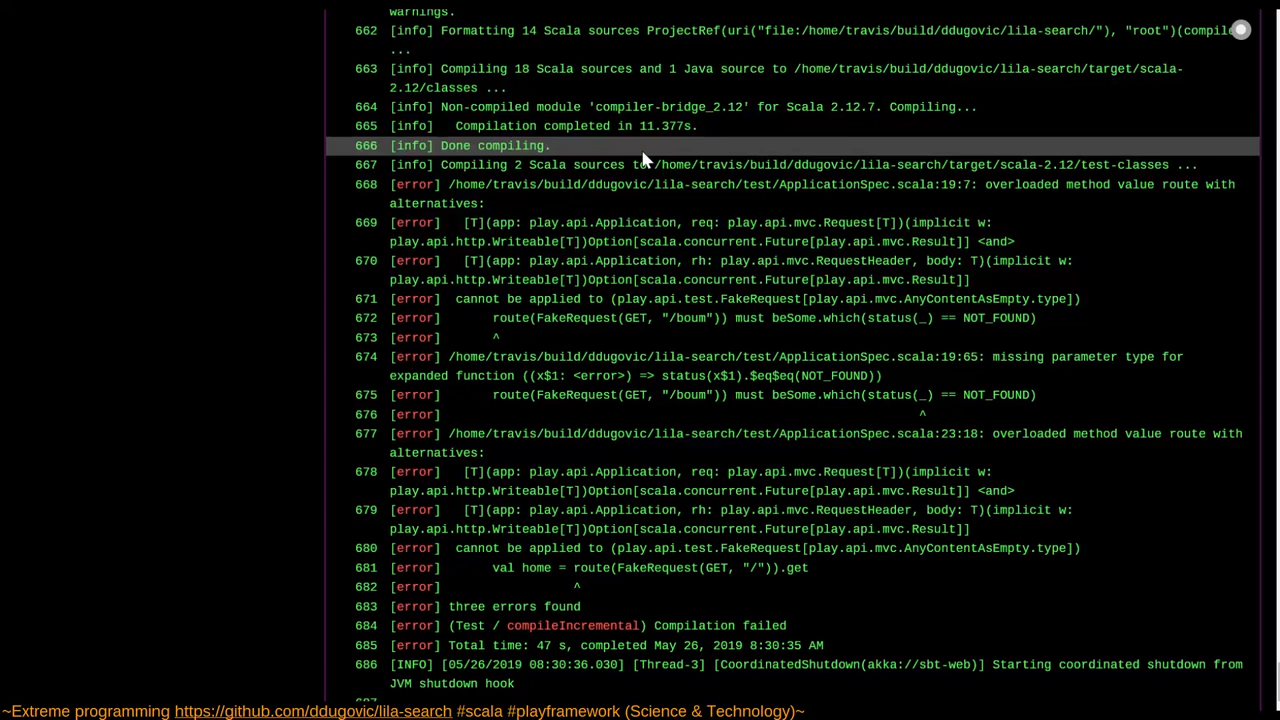 warnings.
662 [info] Formatting 14 Scala sources ProjectRef(uri("file:/home/travis/build/ddugovic/lila-search/"), "root")(compile
...
663 [info] Compiling 18 Scala sources and 1 Java source to /home/travis/build/ddugovic/lila-search/target/scala-
2.12/classes ...
664 [info] Non-compiled module 'compiler-bridge_2.12' for Scala 2.12.7. Compiling...
665 [info]   Compilation completed in 11.377s.
666 [info] Done compiling.
667 [info] Compiling 2 Scala sources to /home/travis/build/ddugovic/lila-search/target/scala-2.12/test-classes ...
668 [error] /home/travis/build/ddugovic/lila-search/test/ApplicationSpec.scala:19:7: overloaded method value route with
alternatives:
669 [error]   [T](app: play.api.Application, req: play.api.mvc.Request[T])(implicit w:
play.api.http.Writeable[T])Option[scala.concurrent.Future[play.api.mvc.Result]] <and>
670 [error]   [T](app: play.api.Application, rh: play.api.mvc.RequestHeader, body: T)(implicit w:
play.api.http.Writeable[T])Option[scala.concurrent.Future[play.api.mvc.Result]]
671 [error]  cannot be applied to (play.api.test.FakeRequest[play.api.mvc.AnyContentAsEmpty.type])
672 [error]       route(FakeRequest(GET, "/boum")) must beSome.which(status(_) == NOT_FOUND)
673 [error]       ^
674 [error] /home/travis/build/ddugovic/lila-search/test/ApplicationSpec.scala:19:65: missing parameter type for
expanded function ((x$1: <error>) => status(x$1).$eq$eq(NOT_FOUND))
675 [error]       route(FakeRequest(GET, "/boum")) must beSome.which(status(_) == NOT_FOUND)
676 [error]                                                                 ^
677 [error] /home/travis/build/ddugovic/lila-search/test/ApplicationSpec.scala:23:18: overloaded method value route with
alternatives:
678 [error]   [T](app: play.api.Application, req: play.api.mvc.Request[T])(implicit w:
play.api.http.Writeable[T])Option[scala.concurrent.Future[play.api.mvc.Result]] <and>
679 [error]   [T](app: play.api.Application, rh: play.api.mvc.RequestHeader, body: T)(implicit w:
play.api.http.Writeable[T])Option[scala.concurrent.Future[play.api.mvc.Result]]
680 [error]  cannot be applied to (play.api.test.FakeRequest[play.api.mvc.AnyContentAsEmpty.type])
681 [error]       val home = route(FakeRequest(GET, "/")).get
682 [error]                  ^
683 [error] three errors found
684 [error] (Test / compileIncremental) Compilation failed
685 [error] Total time: 47 s, completed May 26, 2019 8:30:35 AM
686 [INFO] [05/26/2019 08:30:36.030] [Thread-3] [CoordinatedShutdown(akka://sbt-web)] Starting coordinated shutdown from
JVM shutdown hook
~Extreme programming https://github.com/ddugovic/lila-search #scala #playframework (Science & Technology)~